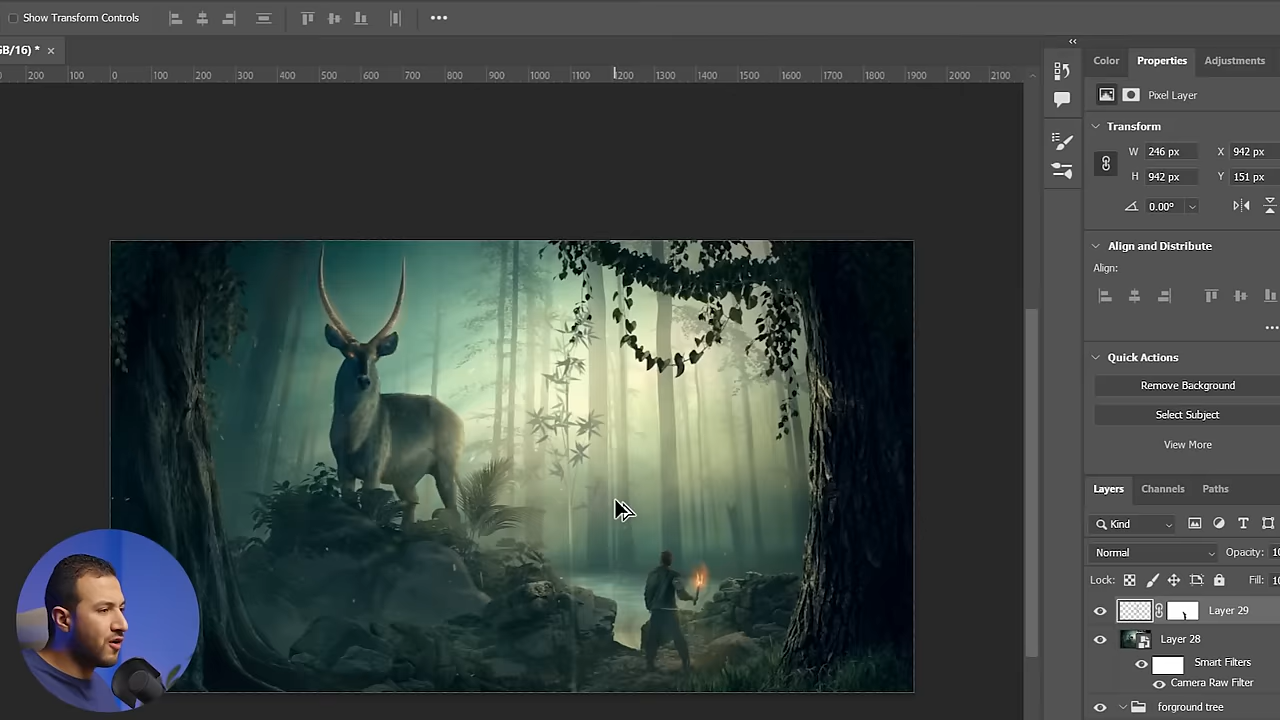 Show Transform Controls
GB/16) * ×
200 100 0 100 200 300 400 500 600 700 800 900 1000 1100 1200 1300 1400 1500 1600 1700 1800 1900 2000 2100
Color Properties Adjustments
Pixel Layer
Transform
W 246 px X 942 px
H 942 px Y 151 px
0.00°
Align and Distribute
Align:
Quick Actions
Remove Background
Select Subject
View More
Layers Channels Paths
Kind
Normal Opacity: 10
Lock: Fill: 10
Layer 29
Layer 28
Smart Filters
Camera Raw Filter
forground tree